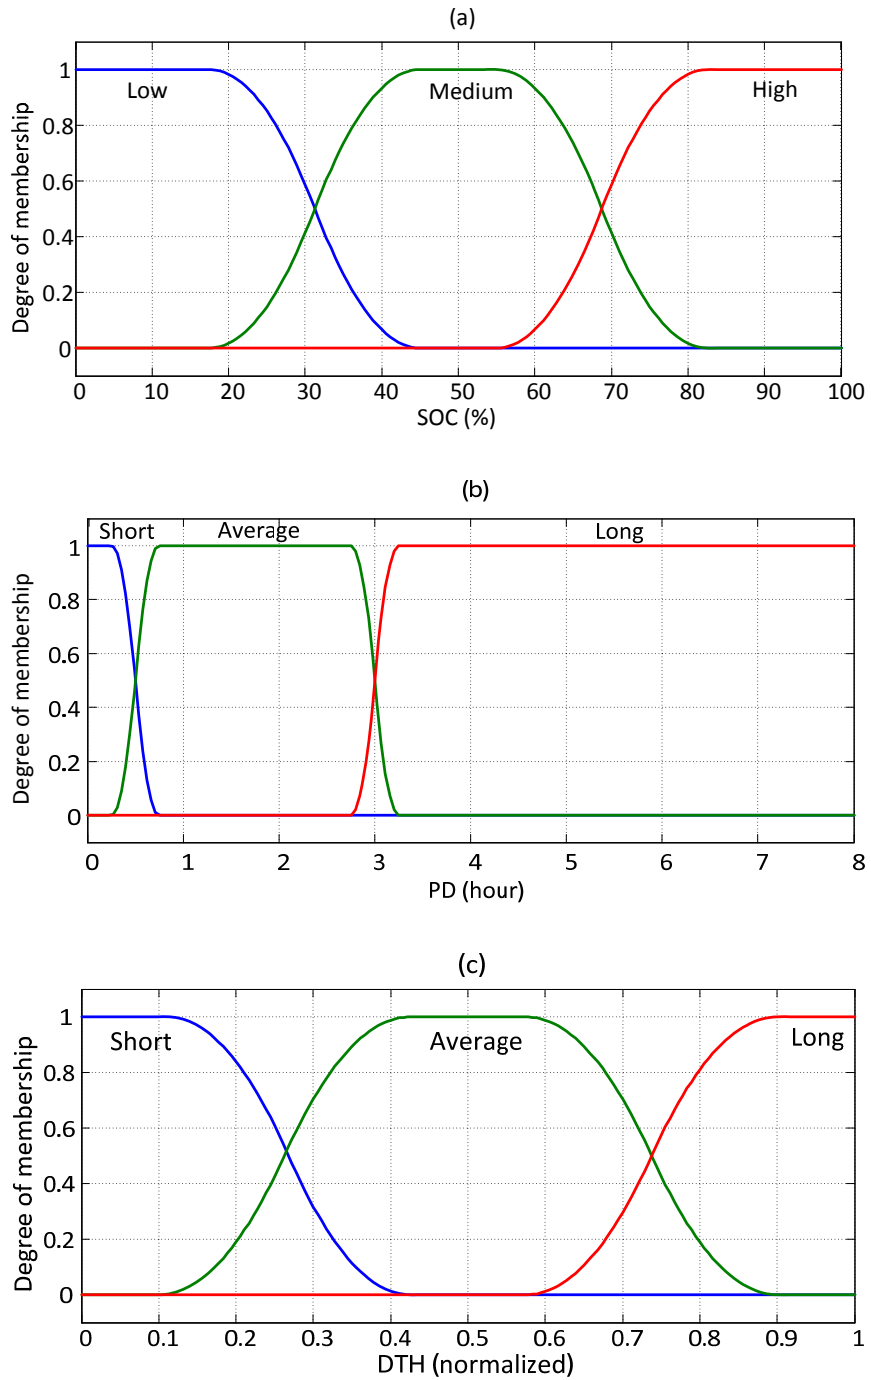 (a)
1
Low
Medium
High
0.8
0.6
0.4
0.2
0
Degree of membership
0 10 20 30 40 50 60 70 80 90 100
SOC (%)
(b)
Short Average Long
1
0.8
0.6
0.4
0.2
0
Degree of membership
0 1 2 3 4 5 6 7 8
PD (hour)
(c)
1
Short Average Long
0.8
0.6
0.4
0.2
0
Degree of membership
0 0.1 0.2 0.3 0.4 0.5 0.6 0.7 0.8 0.9 1
DTH (normalized)